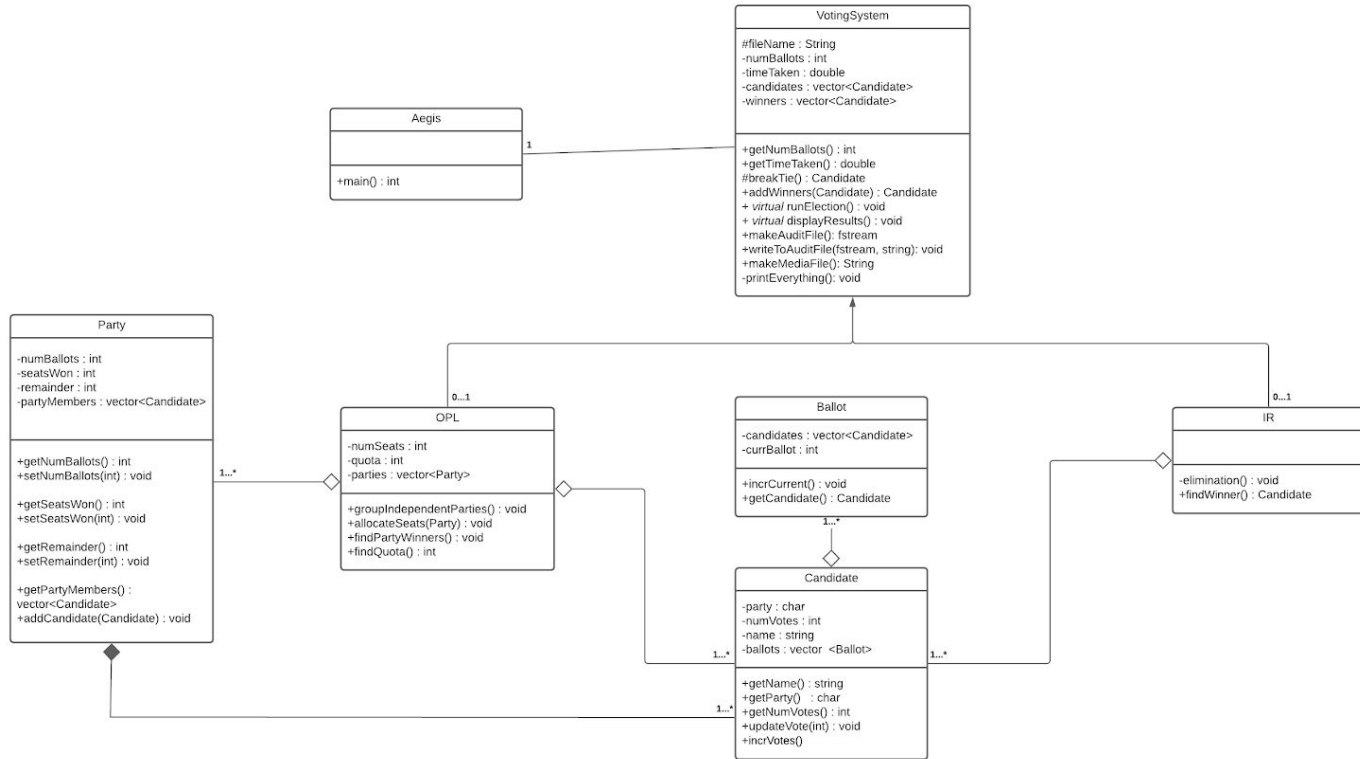 VotingSystem
#fileName : String
-numBallots : int
-timeTaken : double
-candidates : vector<Candidate>
-winners : vector<Candidate>
+getNumBallots() : int
+getTimeTaken() : double
#breakTie() : Candidate
+addWinners(Candidate) : Candidate
+ virtual runElection() : void
+ virtual displayResults() : void
+makeAuditFile(): fstream
+writeToAuditFile(fstream, string): void
+makeMediaFile(): String
-printEverything(): void
Aegis
+main() : int
1
Party
-numBallots : int
-seatsWon : int
-remainder : int
-partyMembers : vector<Candidate>
+getNumBallots() : int
+setNumBallots(int) : void
+getSeatsWon() : int
+setSeatsWon(int) : void
+getRemainder() : int
+setRemainder(int) : void
+getPartyMembers() :
vector<Candidate>
+addCandidate(Candidate) : void
1...*
0...1
OPL
-numSeats : int
-quota : int
-parties : vector<Party>
+groupIndependentParties() : void
+allocateSeats(Party) : void
+findPartyWinners() : void
+findQuota() : int
Ballot
-candidates : vector<Candidate>
-currBallot : int
+incrCurrent() : void
+getCandidate() : Candidate
1...*
0...1
IR
-elimination() : void
+findWinner() : Candidate
Candidate
-party : char
-numVotes : int
-name : string
-ballots : vector <Ballot>
+getName() : string
+getParty() : char
+getNumVotes() : int
+updateVote(int) : void
+incrVotes()
1...*
1...*
1...*